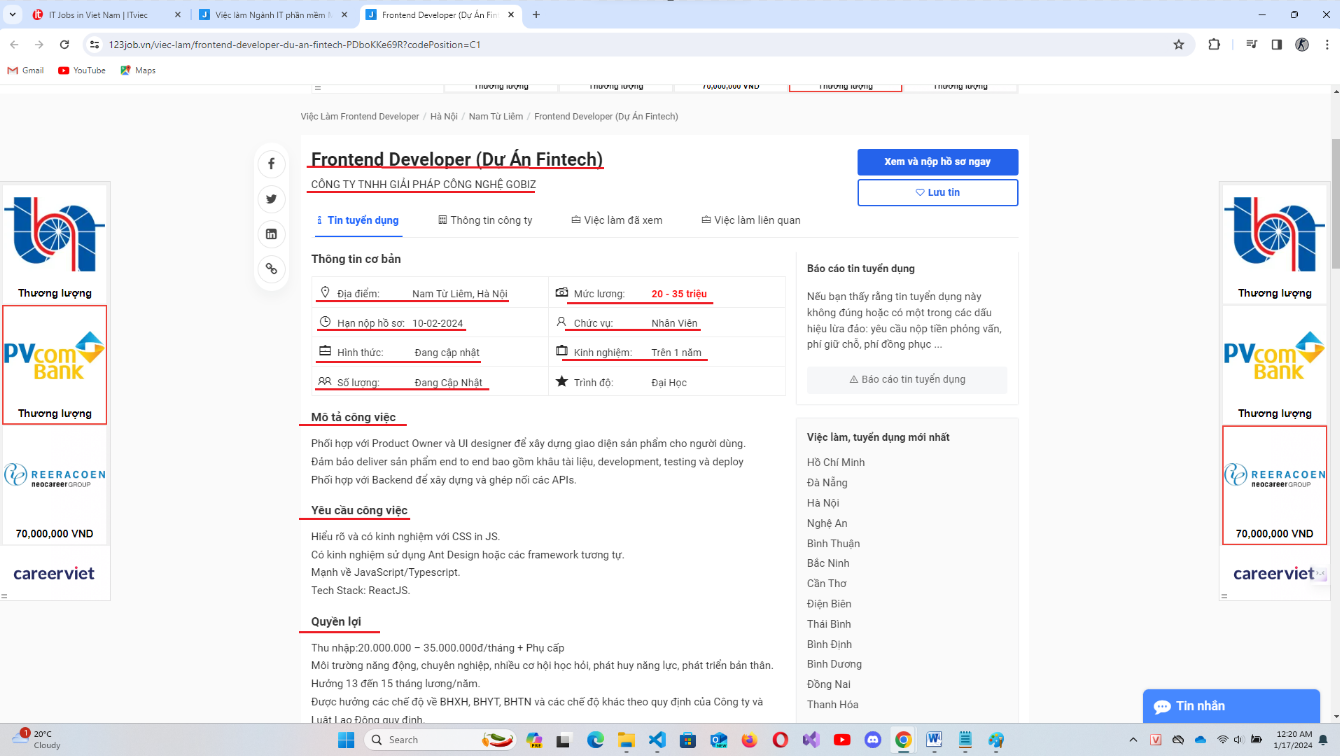 IT Jobs in Viet Nam | ITviec
Việc làm Ngành IT phần mềm
Frontend Developer (Dự Án Fin
123job.vn/viec-lam/frontend-developer-du-an-fintech-PDboKKe69R?codePosition=C1
Gmail YouTube Maps
Thương lượng Thương lượng 70,000,000 VND Thương lượng Thương lượng
Việc Làm Frontend Developer / Hà Nội / Nam Từ Liêm / Frontend Developer (Dự Án Fintech)
Frontend Developer (Dự Án Fintech)
CÔNG TY TNHH GIẢI PHÁP CÔNG NGHỆ GOBIZ
Xem và nộp hồ sơ ngay
Lưu tin
Tin tuyển dụng Thông tin công ty Việc làm đã xem Việc làm liên quan
Thông tin cơ bản
Địa điểm: Nam Từ Liêm, Hà Nội Mức lương: 20 - 35 triệu
Hạn nộp hồ sơ: 10-02-2024 Chức vụ: Nhân Viên
Hình thức: Đang cập nhật Kinh nghiệm: Trên 1 năm
Số lượng: Đang Cập Nhật Trình độ: Đại Học
Mô tả công việc
Phối hợp với Product Owner và UI designer để xây dựng giao diện sản phẩm cho người dùng.
Đảm bảo deliver sản phẩm end to end bao gồm khâu tài liệu, development, testing và deploy
Phối hợp với Backend để xây dựng và ghép nối các APIs.
Yêu cầu công việc
Hiểu rõ và có kinh nghiệm với CSS in JS.
Có kinh nghiệm sử dụng Ant Design hoặc các framework tương tự.
Mạnh về JavaScript/Typescript.
Tech Stack: ReactJS.
Quyền lợi
Thu nhập:20.000.000 – 35.000.000đ/tháng + Phụ cấp
Môi trường năng động, chuyên nghiệp, nhiều cơ hội học hỏi, phát huy năng lực, phát triển bản thân.
Hưởng 13 đến 15 tháng lương/năm.
Được hưởng các chế độ về BHXH, BHYT, BHTN và các chế độ khác theo quy định của Công ty và
Luật Lao Động quy định.
Báo cáo tin tuyển dụng
Nếu bạn thấy rằng tin tuyển dụng này
không đúng hoặc có một trong các dấu
hiệu lừa đảo: yêu cầu nộp tiền phỏng vấn,
phí giữ chỗ, phí đồng phục ...
Báo cáo tin tuyển dụng
Việc làm, tuyển dụng mới nhất
Hồ Chí Minh
Đà Nẵng
Hà Nội
Nghệ An
Bình Thuận
Bắc Ninh
Cần Thơ
Điện Biên
Thái Bình
Bình Định
Bình Dương
Đồng Nai
Thanh Hóa
Thương lượng
PVcomBank
Thương lượng
REERACOEN
neocareer GROUP
70,000,000 VND
careerviet
Thương lượng
PVcomBank
Thương lượng
REERACOEN
neocareer GROUP
70,000,000 VND
careerviet
Tin nhắn
1
20°C
Cloudy
Search
12:20 AM
1/17/2024